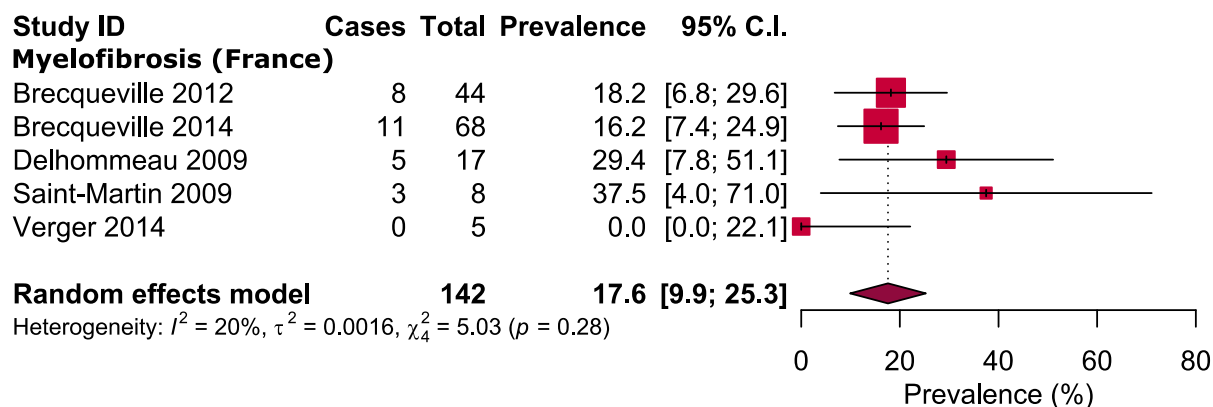 Study ID Cases Total Prevalence 95% C.I.
Myelofibrosis (France)
Brecqueville 2012 8 44 18.2 [6.8; 29.6]
Brecqueville 2014 11 68 16.2 [7.4; 24.9]
Delhommeau 2009 5 17 29.4 [7.8; 51.1]
Saint-Martin 2009 3 8 37.5 [4.0; 71.0]
Verger 2014 0 5 0.0 [0.0; 22.1]
Random effects model 142 17.6 [9.9; 25.3]
Heterogeneity: I² = 20%, τ² = 0.0016, χ²₄ = 5.03 (p = 0.28)
0 20 40 60 80
Prevalence (%)